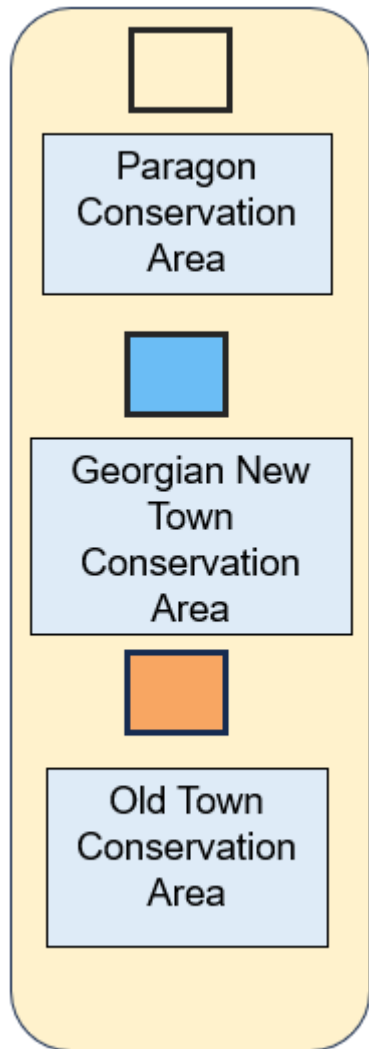 Paragon
Conservation
Area
Georgian New
Town
Conservation
Area
Old Town
Conservation
Area